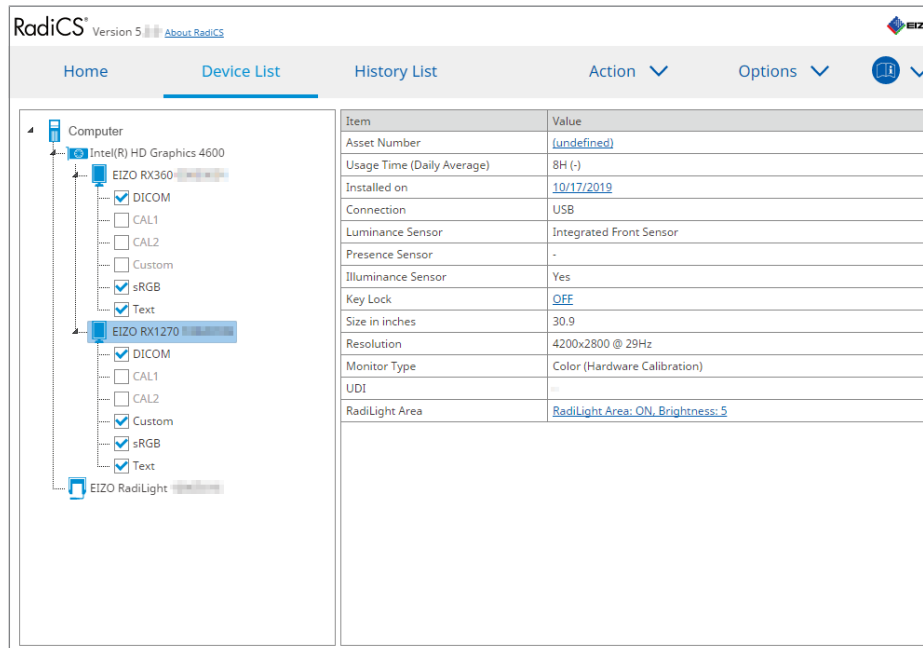 RadiCS® Version 5. About RadiCS
EIZO
Home Device List History List Action Options
Computer
Intel(R) HD Graphics 4600
EIZO RX360
DICOM
CAL1
CAL2
Custom
sRGB
Text
EIZO RX1270
DICOM
CAL1
CAL2
Custom
sRGB
Text
EIZO RadiLight
Item Value
Asset Number (undefined)
Usage Time (Daily Average) 8H (-)
Installed on 10/17/2019
Connection USB
Luminance Sensor Integrated Front Sensor
Presence Sensor -
Illuminance Sensor Yes
Key Lock OFF
Size in inches 30.9
Resolution 4200x2800 @ 29Hz
Monitor Type Color (Hardware Calibration)
UDI
RadiLight Area RadiLight Area: ON, Brightness: 5